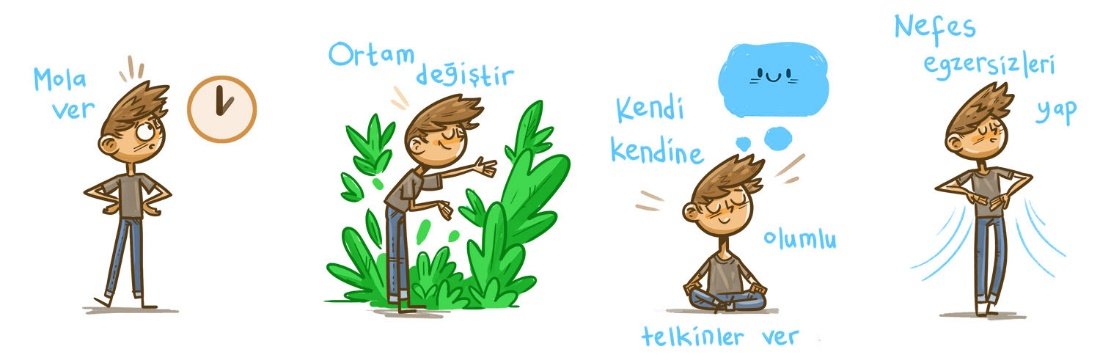 Mola
ver
Ortam
değiştir
Kendi
kendine
olumlu
telkinler ver
Nefes
egzersizleri
yap